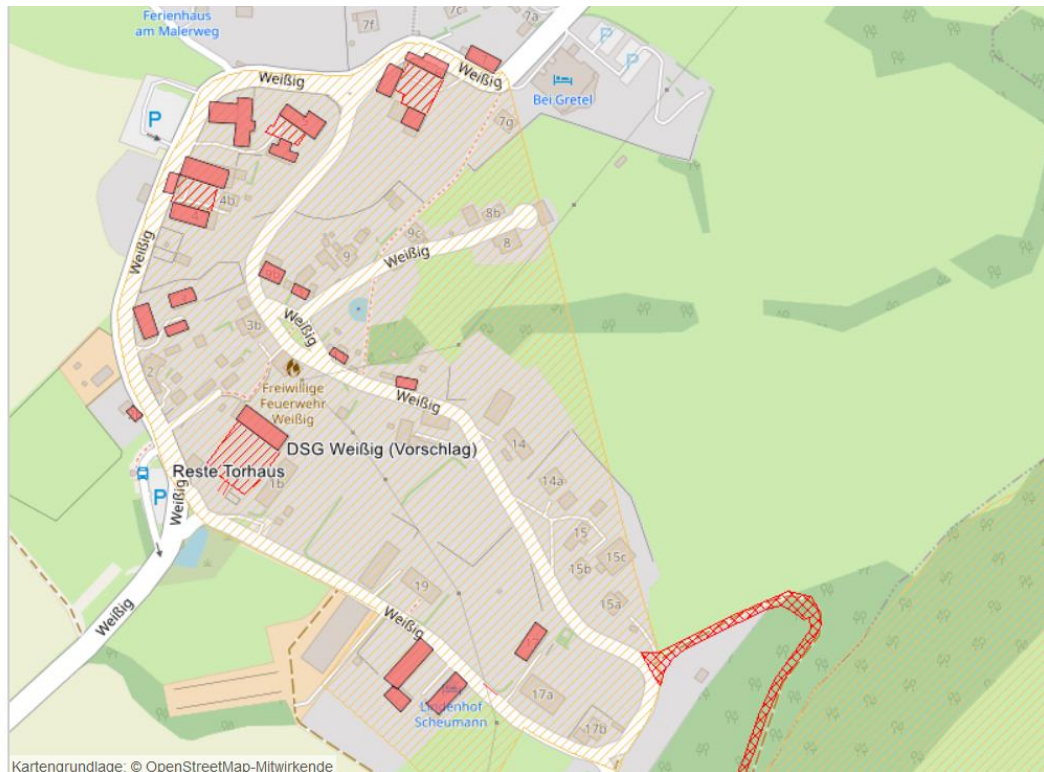 Ferienhaus
am Malerweg
7f
7c
7a
Weißig
Weißig
P
P
P
Bei Gretel
7g
4b
8b
9c
8
Weißig
Weißig
9
3b
Weißig
2
Freiwillige
Feuerwehr
Weißig
Weißig
DSG Weißig (Vorschlag)
Reste Torhaus
1b
14
P
Weißig
14a
15
15c
15b
19
15a
Weißig
Weißig
17a
Lindenhof
Scheumann
17b
Kartengrundlage: © OpenStreetMap-Mitwirkende